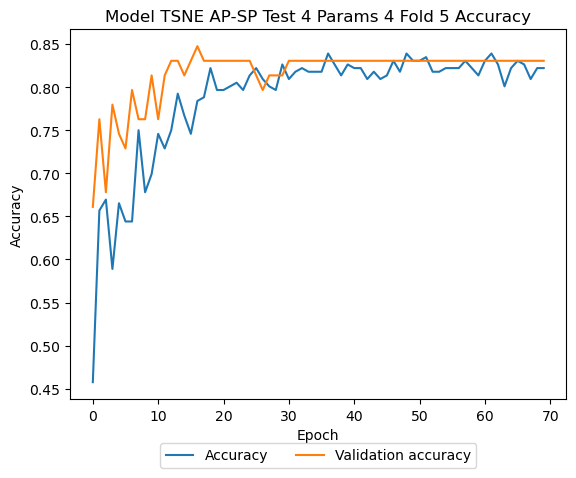 Model TSNE AP-SP Test 4 Params 4 Fold 5 Accuracy
Accuracy
0.85
0.80
0.75
0.70
0.65
0.60
0.55
0.50
0.45
0 10 20 30 40 50 60 70
Epoch
Accuracy Validation accuracy